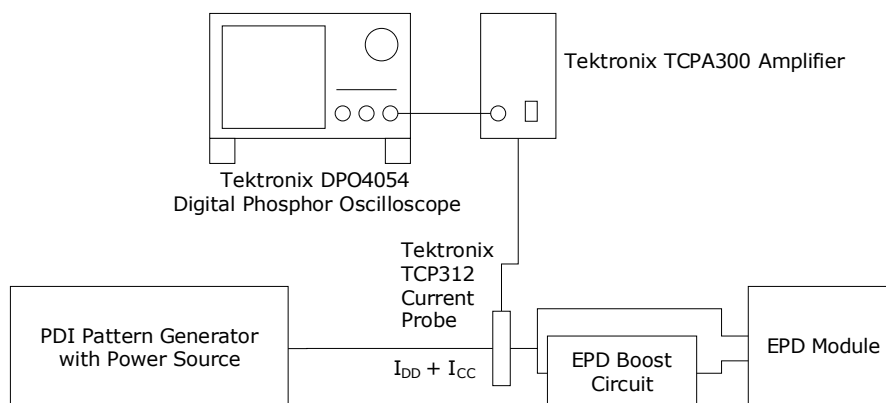 Tektronix TCPA300 Amplifier
Tektronix DPO4054
Digital Phosphor Oscilloscope
Tektronix
TCP312
Current
Probe
PDI Pattern Generator
with Power Source
I_DD + I_CC
EPD Boost
Circuit
EPD Module